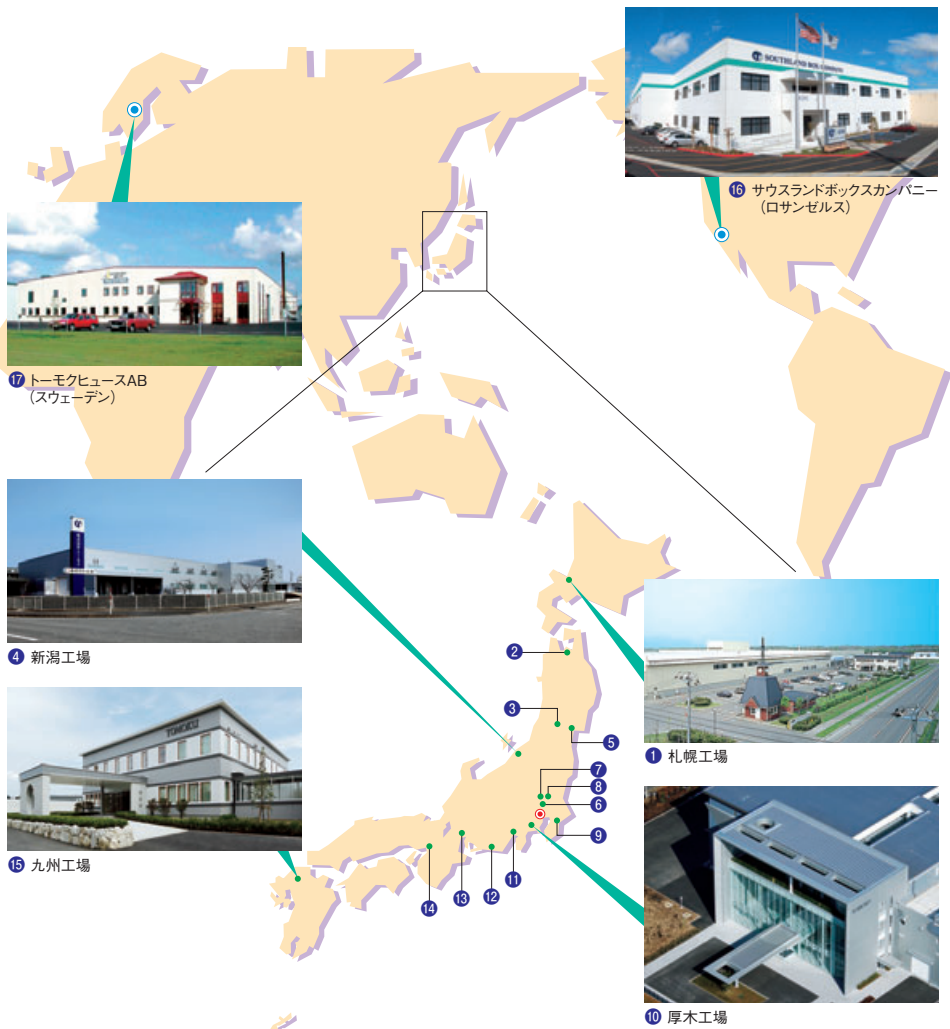 SOUTHLAND BOX COMPANY
⑯ サウスランドボックスカンパニー
（ロサンゼルス）
⑰ トーモクヒュースAB
（スウェーデン）
④ 新潟工場
②
③
⑤
① 札幌工場
TOMOKU
⑦
⑧
⑥
⑨
⑮ 九州工場
⑪
⑫
⑬
⑭
⑩ 厚木工場